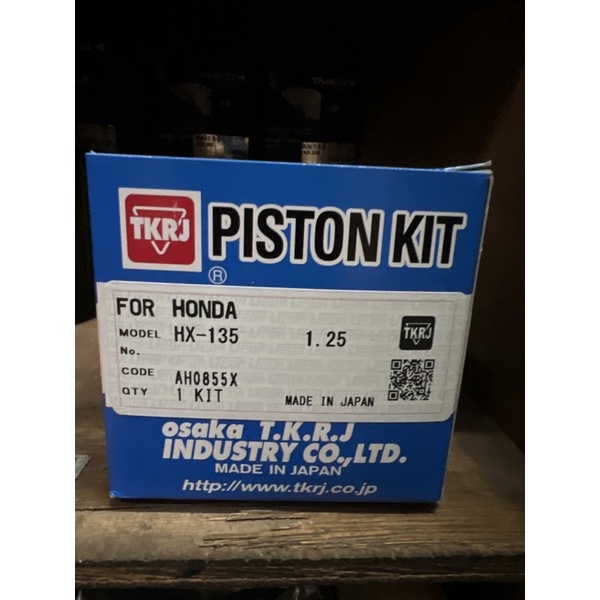 TKRJ
PISTON KIT
®
FOR HONDA
MODEL No. HX-135 1.25
TKRJ
CODE AH0855X
QTY 1 KIT MADE IN JAPAN
osaka T.K.R.J
INDUSTRY CO.,LTD.
MADE IN JAPAN
http://www.tkrj.co.jp